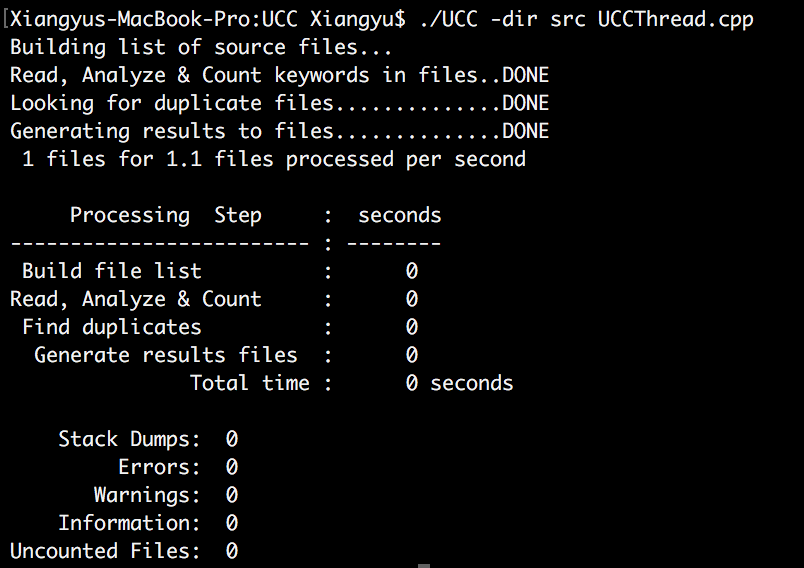 [Xiangyus-MacBook-Pro:UCC Xiangyu$ ./UCC -dir src UCCThread.cpp
Building list of source files...
Read, Analyze & Count keywords in files..DONE
Looking for duplicate files..............DONE
Generating results to files..............DONE
 1 files for 1.1 files processed per second

     Processing  Step     :  seconds
------------------------- : --------
 Build file list          :      0
Read, Analyze & Count     :      0
 Find duplicates          :      0
  Generate results files  :      0
               Total time :      0 seconds

    Stack Dumps:  0
         Errors:  0
       Warnings:  0
    Information:  0
Uncounted Files:  0